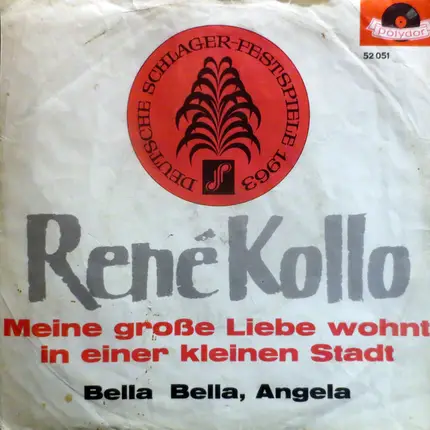 polydor
52 051
DEUTSCHE SCHLAGER-FESTSPIELE 1963
René Kollo
Meine große Liebe wohnt
in einer kleinen Stadt
Bella Bella, Angela